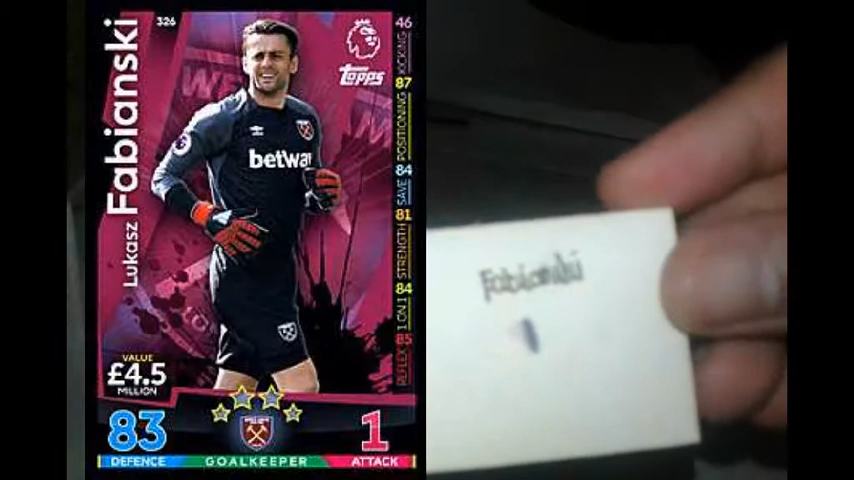 326
Lukasz Fabianski
Topps
46 KICKING
87 POSITIONING
84 SAVE
81 STRENGTH
84 1 ON 1
85 REFLEX
betway
VALUE
£4.5
MILLION
83
1
DEFENCE
GOALKEEPER
ATTACK
Fabianski